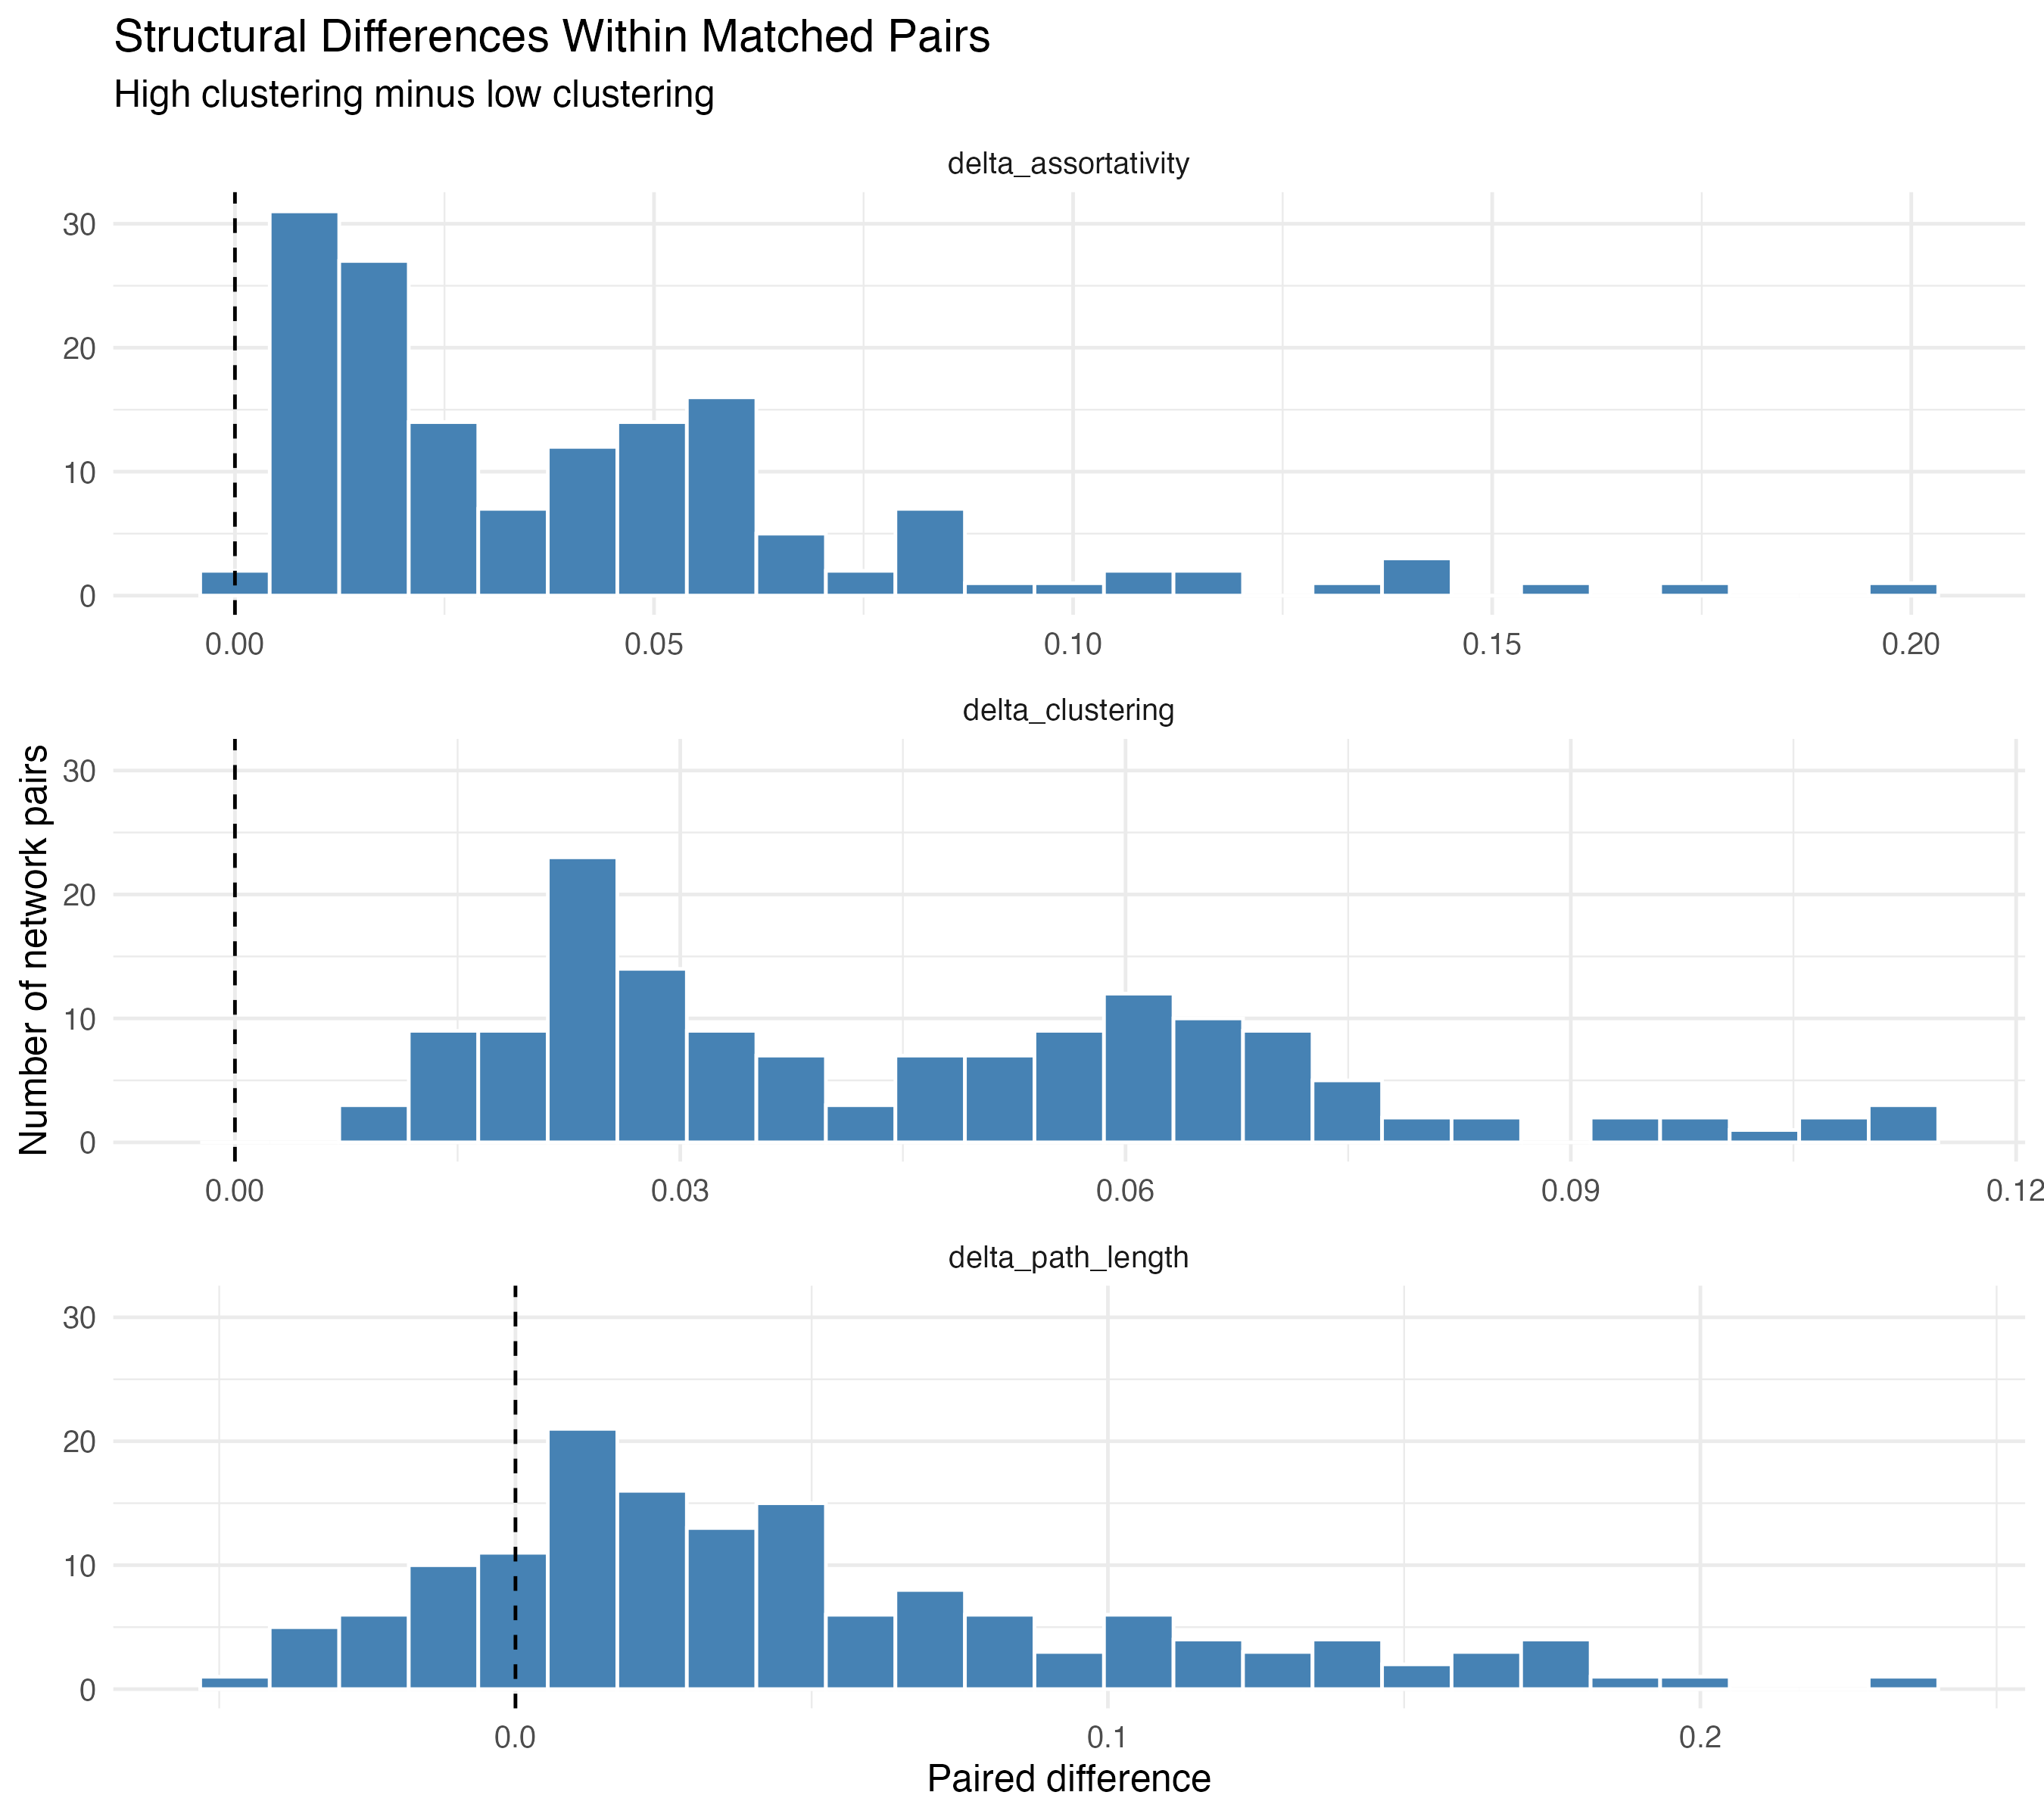 Structural Differences Within Matched Pairs
High clustering minus low clustering
delta_assortativity
30
20
10
0
0.00 0.05 0.10 0.15 0.20
delta_clustering
Number of network pairs
30
20
10
0
0.00 0.03 0.06 0.09 0.12
delta_path_length
30
20
10
0
0.0 0.1 0.2
Paired difference